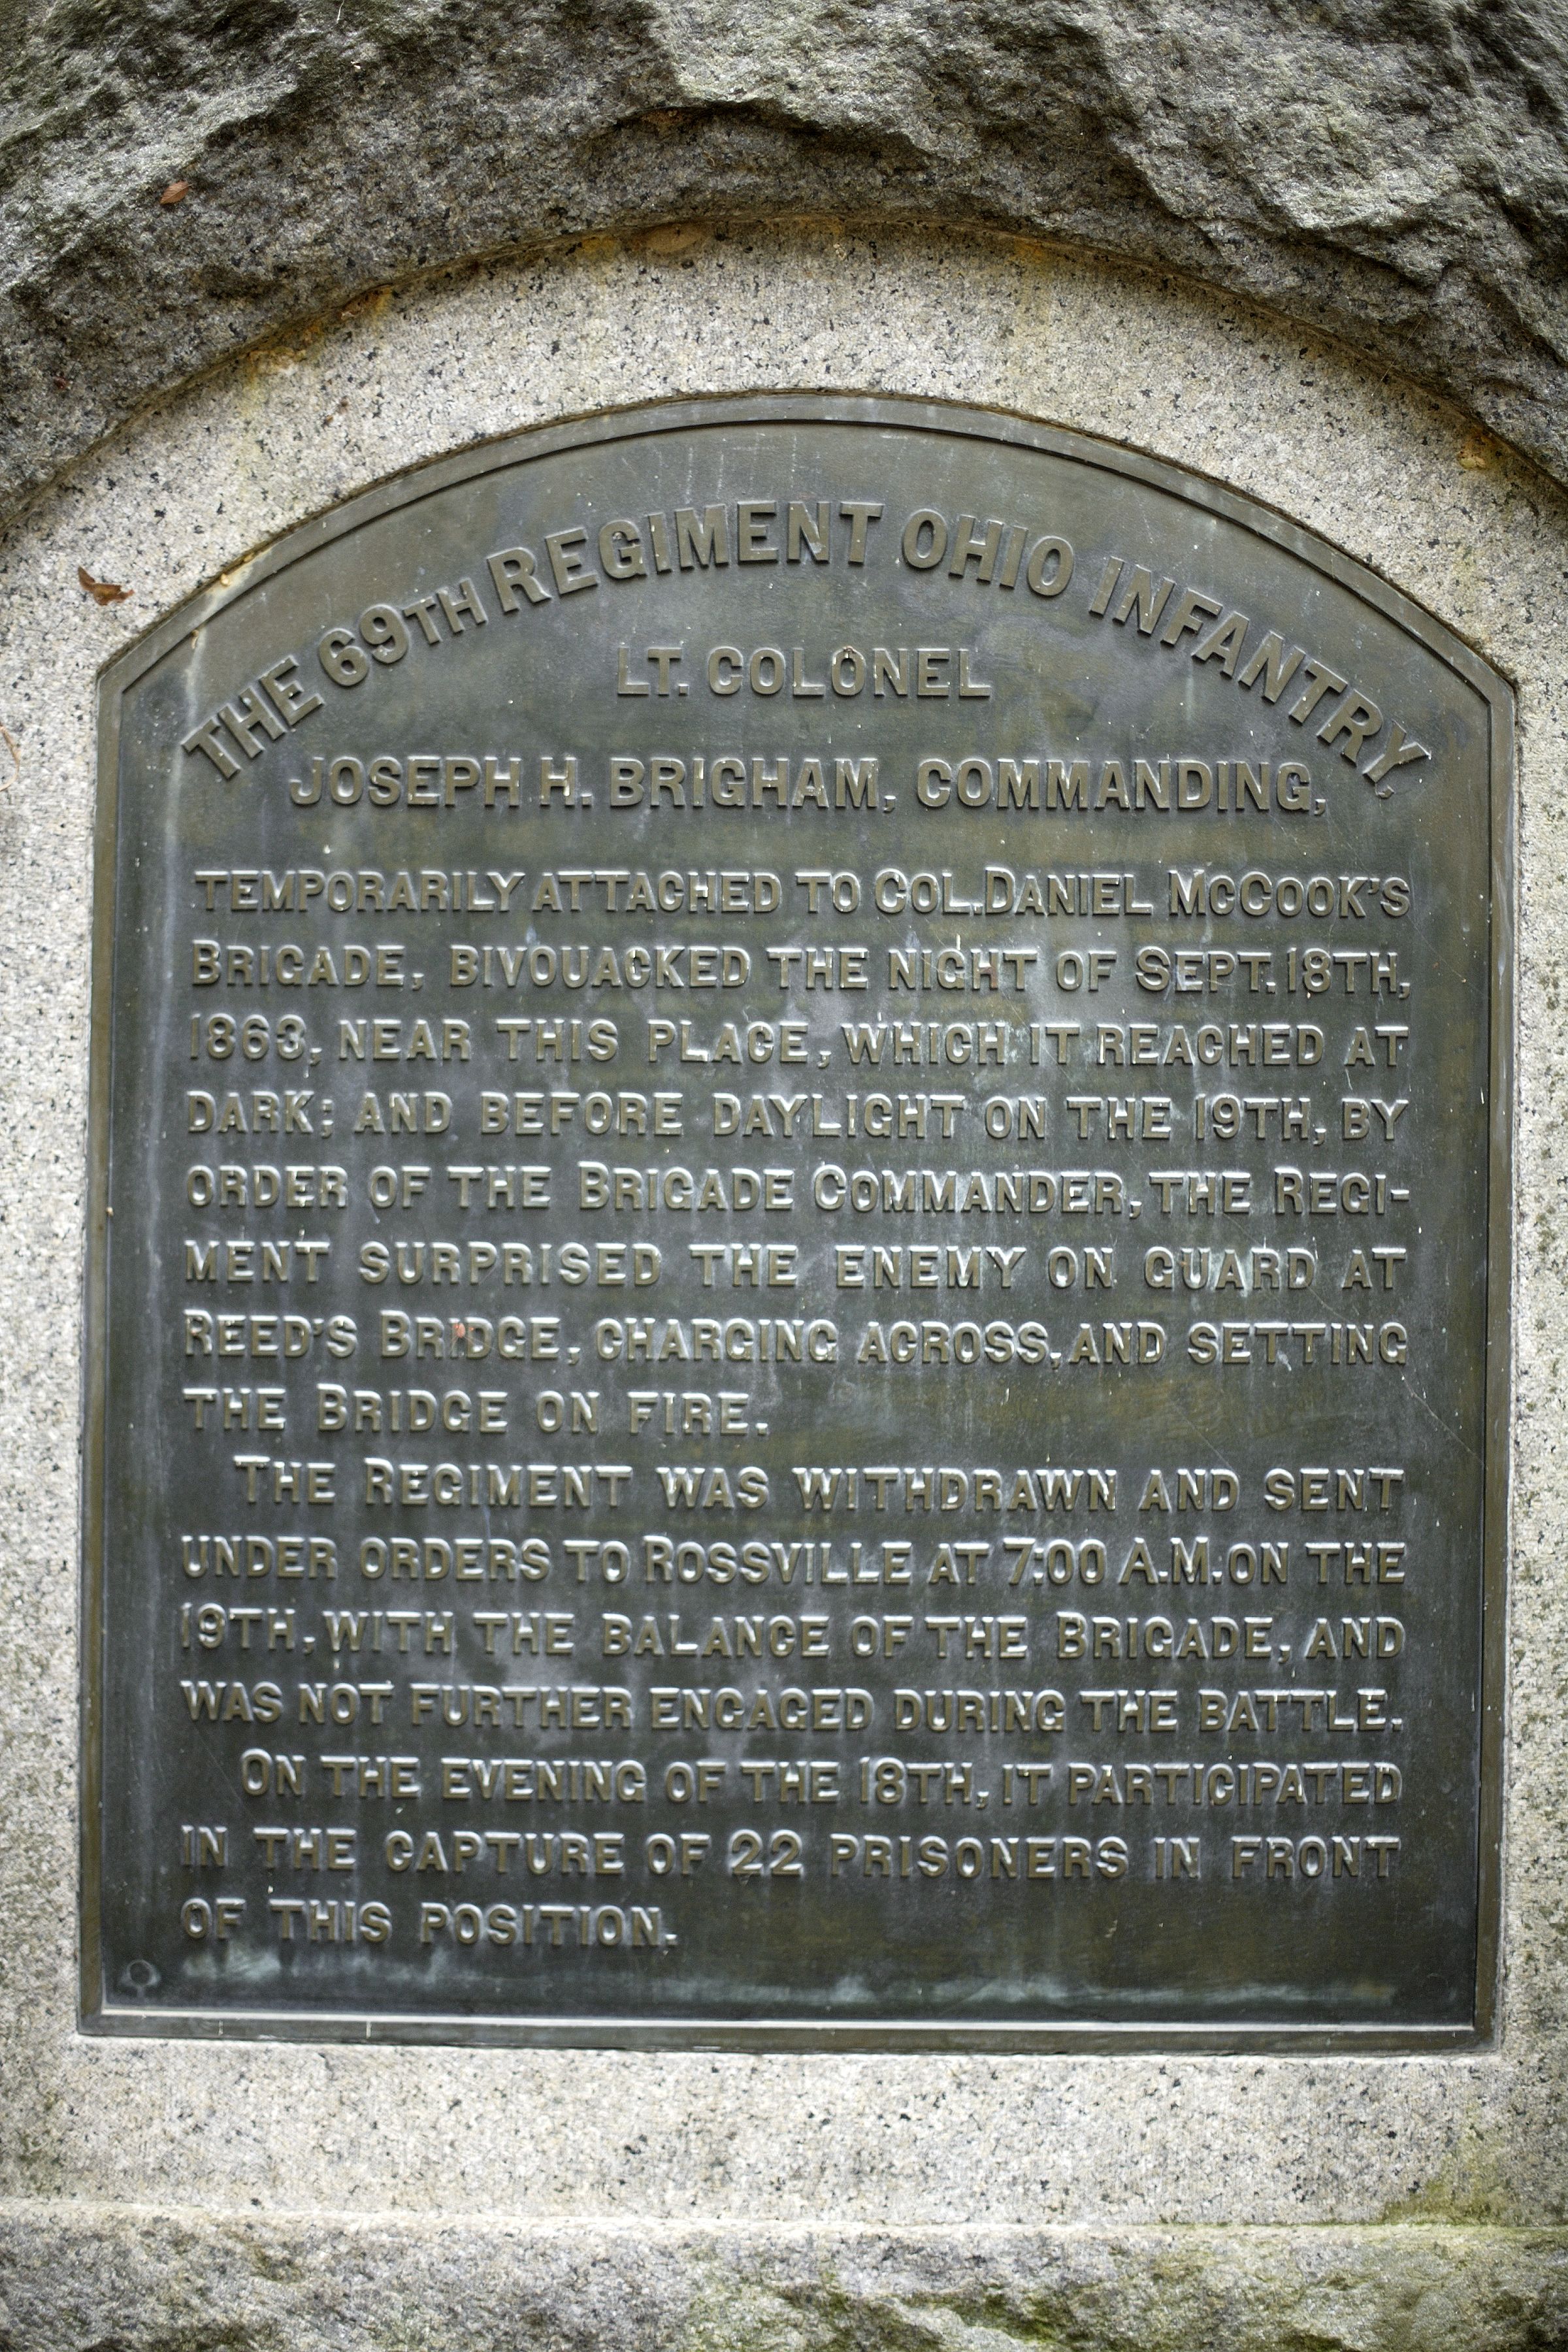 THE 69TH REGIMENT OHIO INFANTRY,
LT. COLONEL
JOSEPH H. BRIGHAM, COMMANDING,
TEMPORARILY ATTACHED TO COL. DANIEL McCOOK'S
BRIGADE, BIVOUACKED THE NIGHT OF SEPT. 18TH,
1863, NEAR THIS PLACE, WHICH IT REACHED AT
DARK; AND BEFORE DAYLIGHT ON THE 19TH, BY
ORDER OF THE BRIGADE COMMANDER, THE REGI-
MENT SURPRISED THE ENEMY ON GUARD AT
REED'S BRIDGE, CHARGING ACROSS, AND SETTING
THE BRIDGE ON FIRE.
THE REGIMENT WAS WITHDRAWN AND SENT
UNDER ORDERS TO ROSSVILLE AT 7:00 A.M. ON THE
19TH, WITH THE BALANCE OF THE BRIGADE, AND
WAS NOT FURTHER ENGAGED DURING THE BATTLE.
ON THE EVENING OF THE 18TH, IT PARTICIPATED
IN THE CAPTURE OF 22 PRISONERS IN FRONT
OF THIS POSITION.